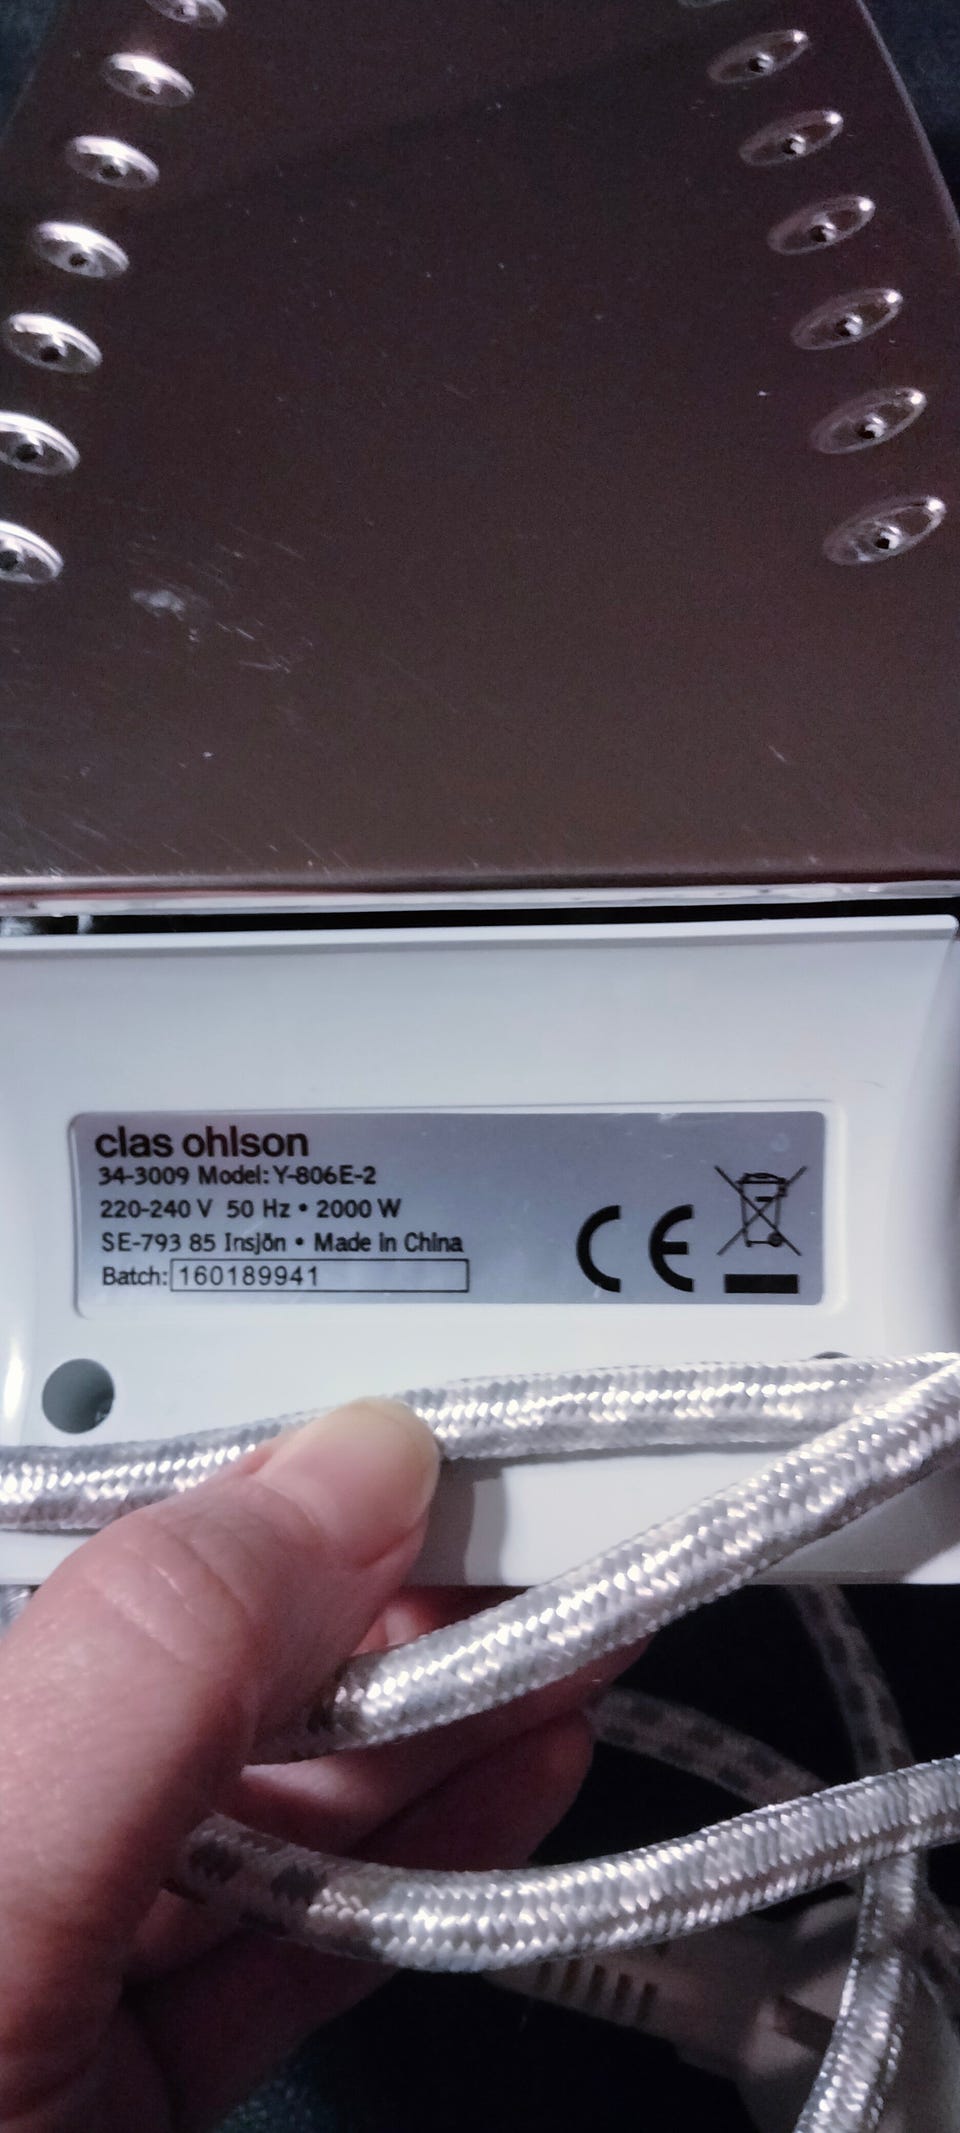 clas ohlson
34-3009 Model: Y-806E-2
220-240 V 50 Hz • 2000 W
SE-793 85 Insjön • Made in China
Batch: 160189941
CE